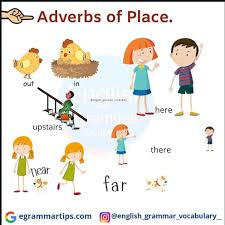 Adverbs of Place.
out
in
here
upstairs
there
near
far
egrammartips.com
@english_grammar_vocabulary_